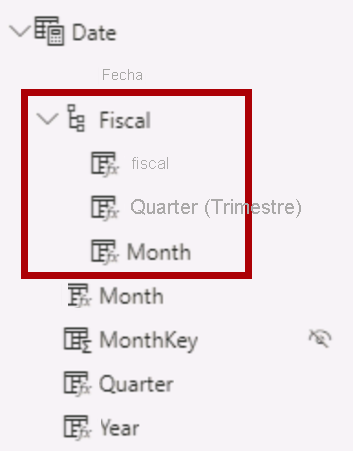 Date
Fecha
Fiscal
fiscal
Quarter (Trimestre)
Month
Month
MonthKey
Quarter
Year